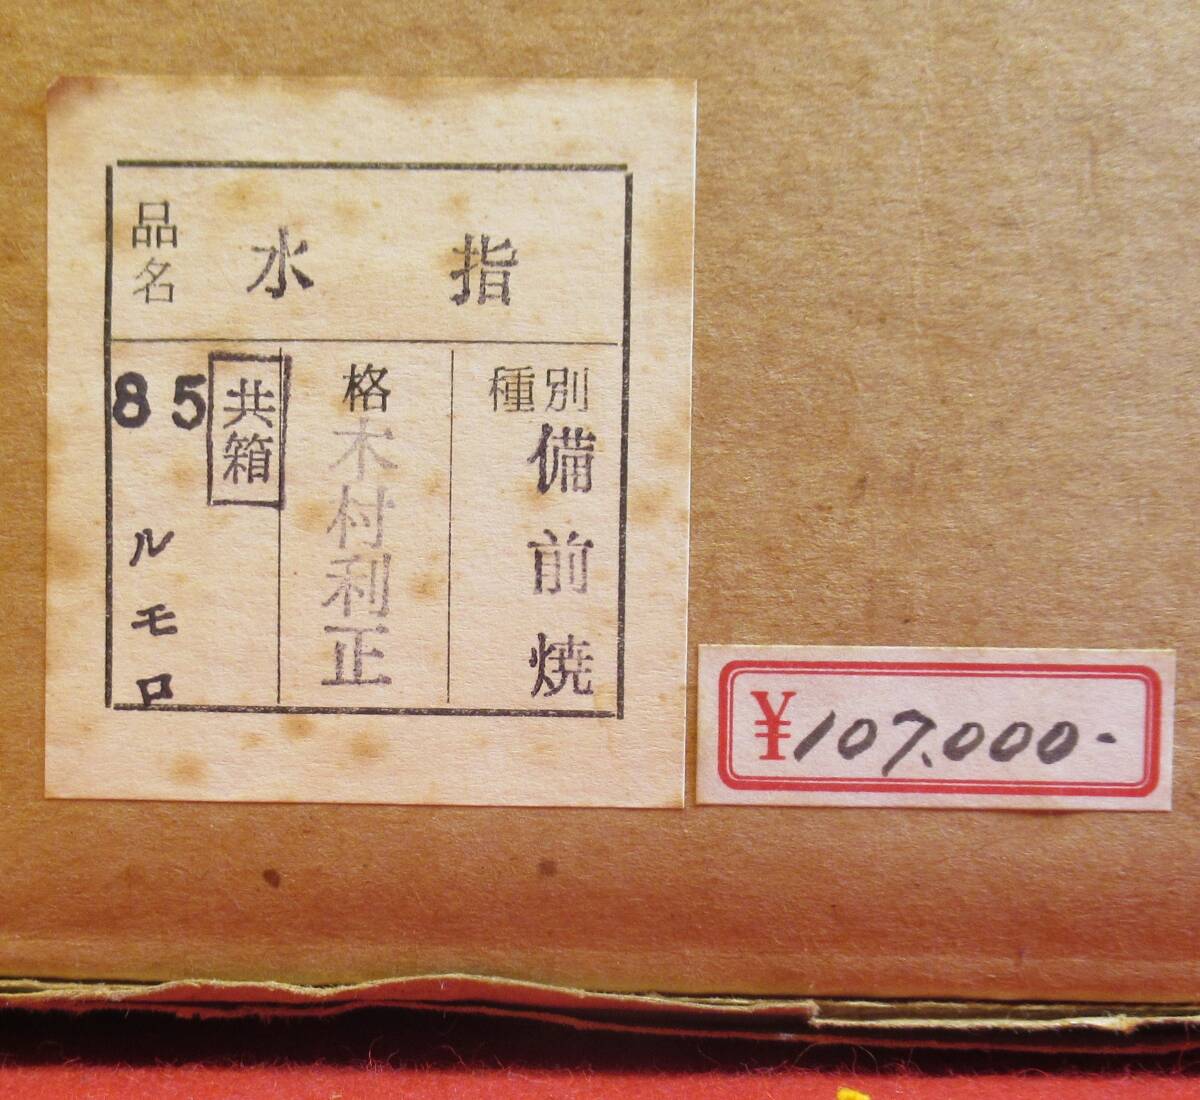 品名 水指
種別 備前焼
格 木村利正
共箱
85
ルモロ
¥107.000-